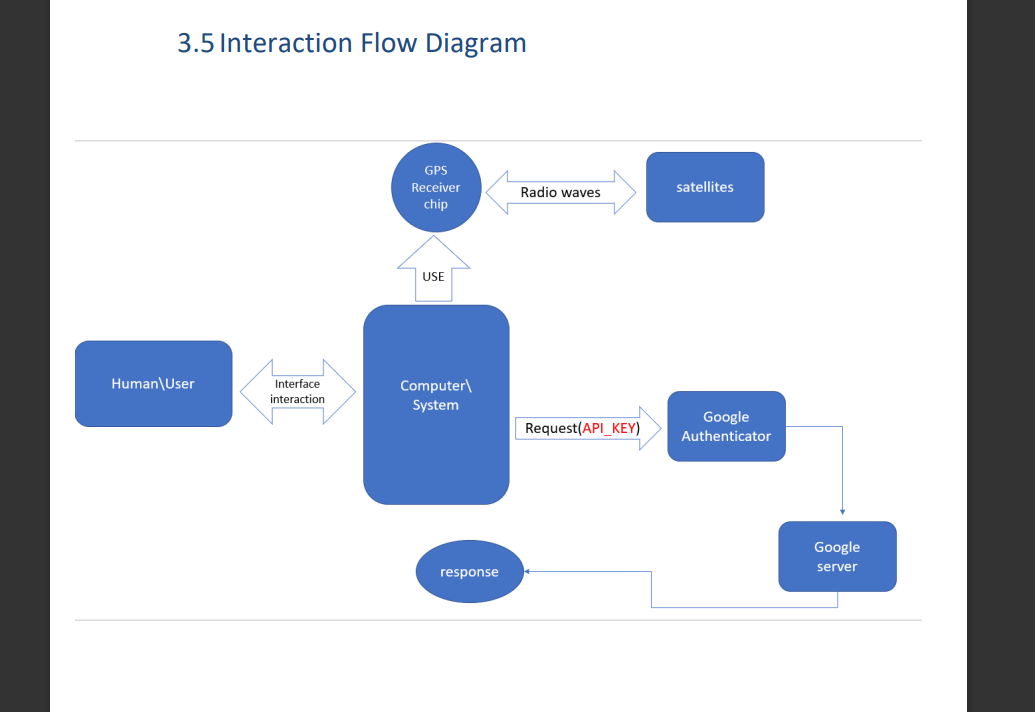 3.5 Interaction Flow Diagram
GPS
Receiver
chip
Radio waves
satellites
USE
Human\User
Interface
interaction
Computer\
System
Request(API_KEY)
Google
Authenticator
Google
server
response